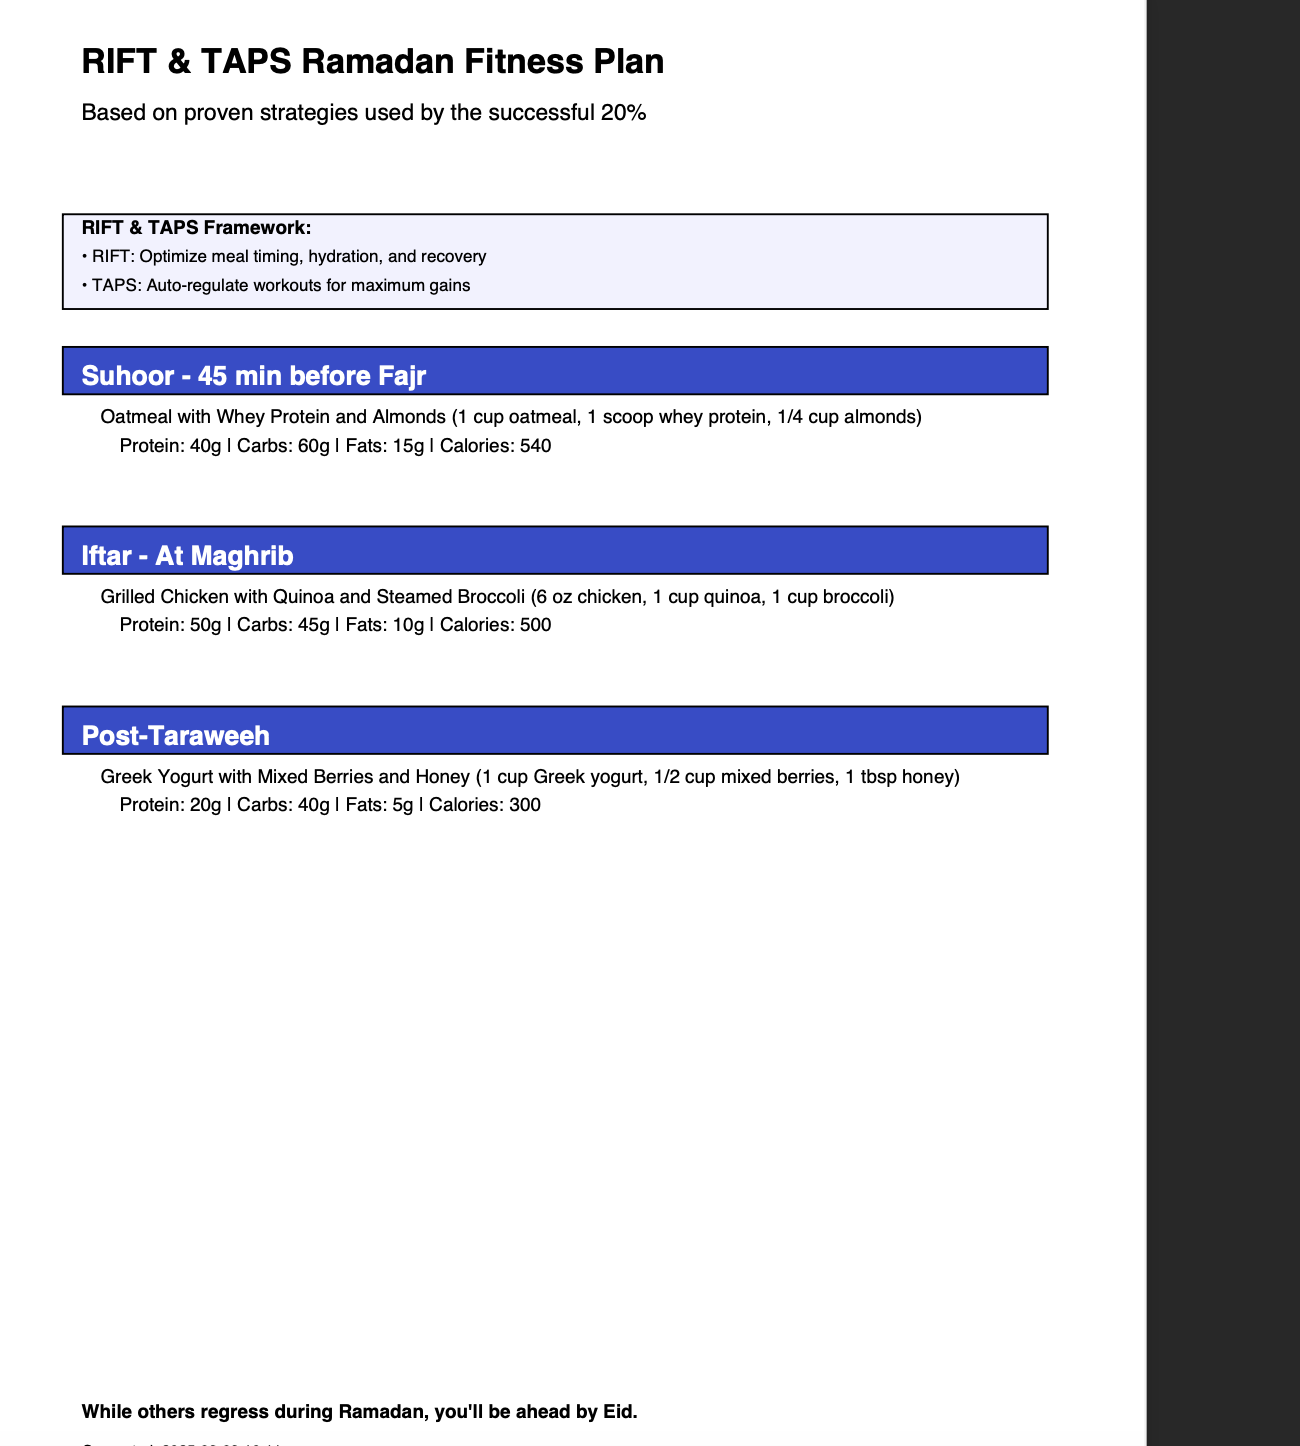 RIFT & TAPS Ramadan Fitness Plan
Based on proven strategies used by the successful 20%
RIFT & TAPS Framework:
• RIFT: Optimize meal timing, hydration, and recovery
• TAPS: Auto-regulate workouts for maximum gains
Suhoor - 45 min before Fajr
Oatmeal with Whey Protein and Almonds (1 cup oatmeal, 1 scoop whey protein, 1/4 cup almonds)
Protein: 40g | Carbs: 60g | Fats: 15g | Calories: 540
Iftar - At Maghrib
Grilled Chicken with Quinoa and Steamed Broccoli (6 oz chicken, 1 cup quinoa, 1 cup broccoli)
Protein: 50g | Carbs: 45g | Fats: 10g | Calories: 500
Post-Taraweeh
Greek Yogurt with Mixed Berries and Honey (1 cup Greek yogurt, 1/2 cup mixed berries, 1 tbsp honey)
Protein: 20g | Carbs: 40g | Fats: 5g | Calories: 300
While others regress during Ramadan, you'll be ahead by Eid.